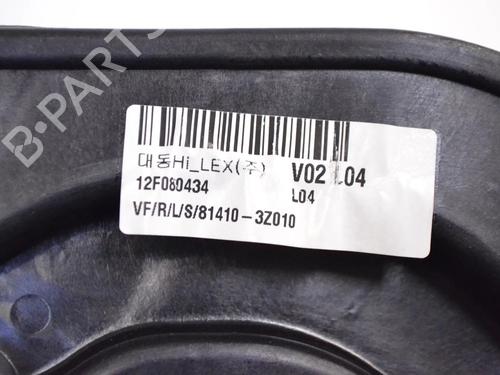 B-PARTS
대동Hi_LEX(주)
V02 L04
12F080434
L04
VF/R/L/S/81410-3Z010